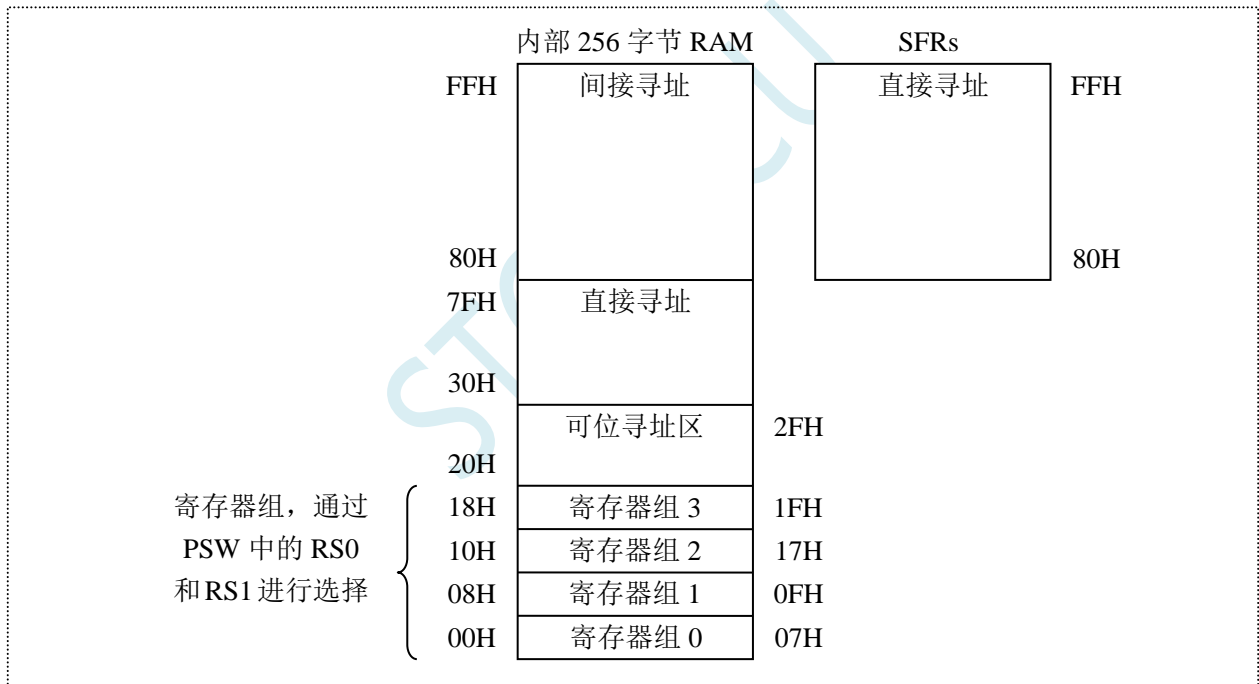 内部 256 字节 RAM SFRs
FFH 间接寻址 直接寻址 FFH
80H 80H
7FH 直接寻址
30H
可位寻址区 2FH
20H
寄存器组，通过 18H 寄存器组 3 1FH
PSW 中的 RS0 10H 寄存器组 2 17H
和RS1进行选择 08H 寄存器组 1 0FH
00H 寄存器组 0 07H